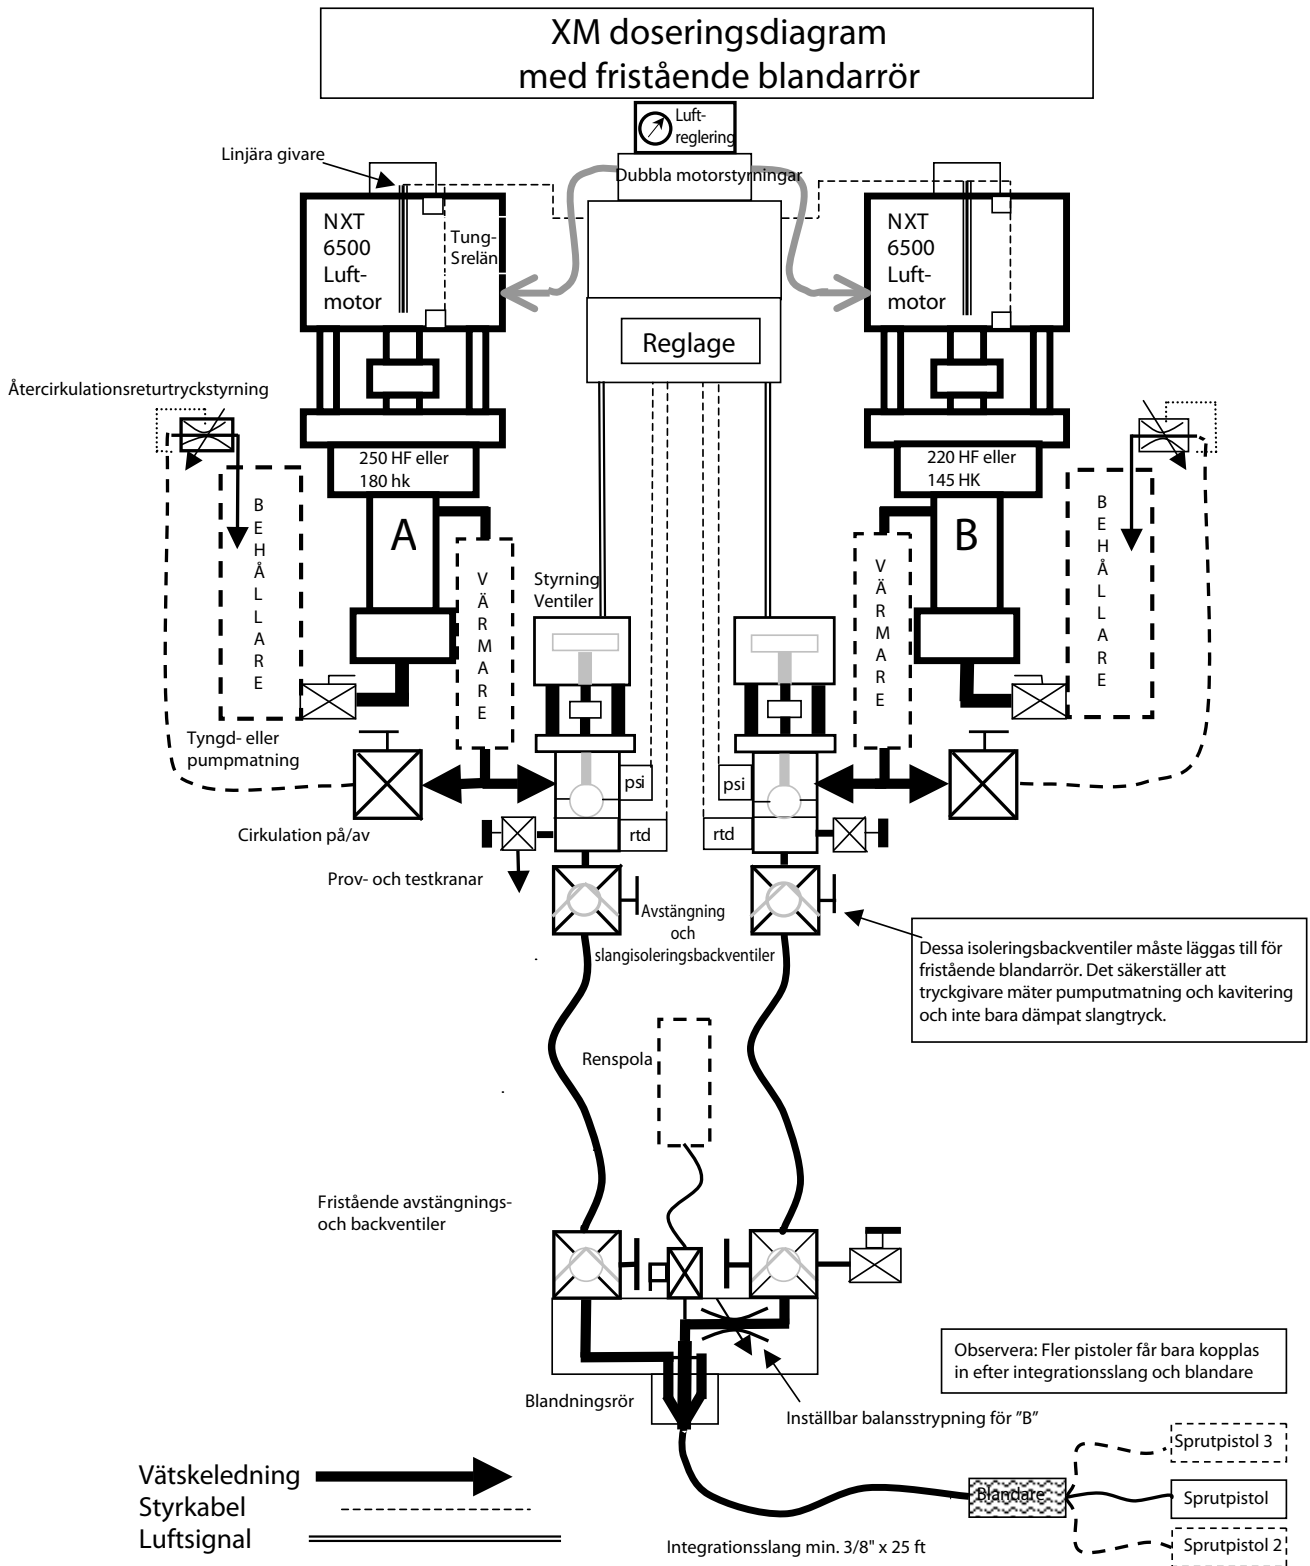 XM doseringsdiagram
med fristående blandarrör
Luft-
reglering
Linjära givare
Dubbla motorstyrningar
NXT
6500
Luft-
motor
Tung-
Srelän
NXT
6500
Luft-
motor
Reglage
Återcirkulationsreturtryckstyrning
250 HF eller
180 hk
220 HF eller
145 HK
A
B
BEHÅLLARE
VÄRMARE
Styrning
Ventiler
VÄRMARE
BEHÅLLARE
Tyngd- eller
pumpmatning
psi
psi
Cirkulation på/av
rtd
rtd
Prov- och testkranar
Avstängning
och
slangisoleringsbackventiler
Dessa isoleringsbackventiler måste läggas till för
fristående blandarrör. Det säkerställer att
tryckgivare mäter pumputmatning och kavitering
och inte bara dämpat slangtryck.
Renspola
Fristående avstängnings-
och backventiler
Observera: Fler pistoler får bara kopplas
in efter integrationsslang och blandare
Blandningsrör
Inställbar balansstrypning för ”B”
Sprutpistol 3
Vätskeledning
Blandare
Sprutpistol
Styrkabel
Luftsignal
Integrationsslang min. 3/8" x 25 ft
Sprutpistol 2